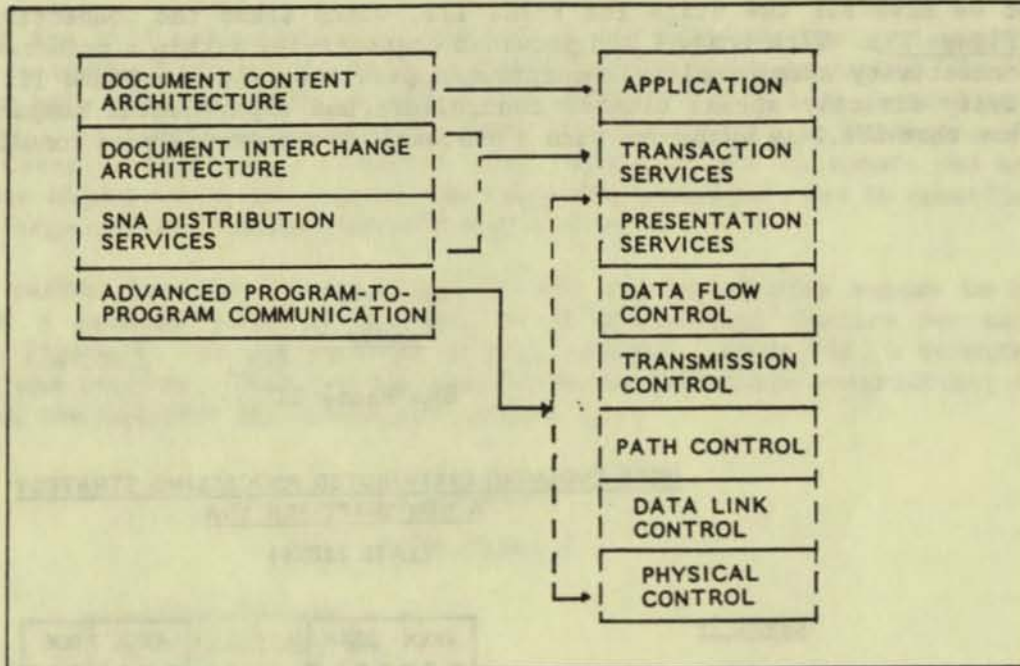 DOCUMENT CONTENT
ARCHITECTURE
DOCUMENT INTERCHANGE
ARCHITECTURE
SNA DISTRIBUTION
SERVICES
ADVANCED PROGRAM-TO-
PROGRAM COMMUNICATION
APPLICATION
TRANSACTION
SERVICES
PRESENTATION
SERVICES
DATA FLOW
CONTROL
TRANSMISSION
CONTROL
PATH CONTROL
DATA LINK
CONTROL
PHYSICAL
CONTROL